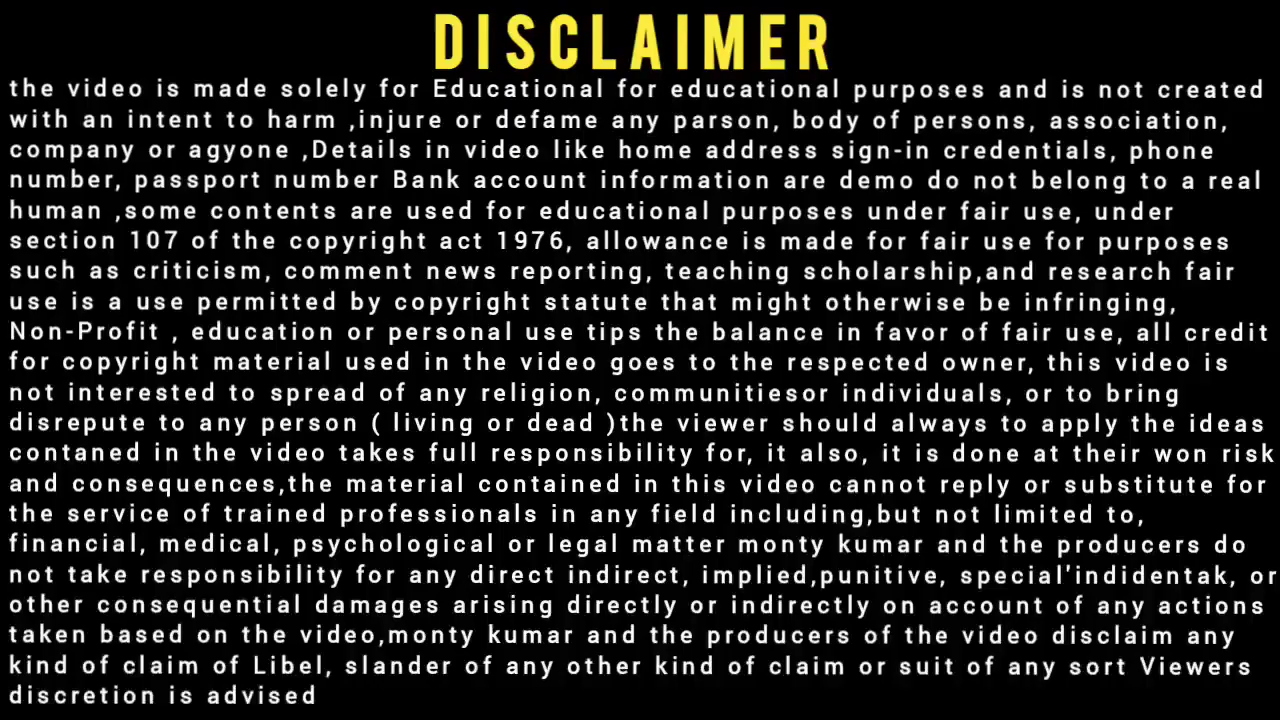 DISCLAIMER
the video is made solely for Educational for educational purposes and is not created
with an intent to harm ,injure or defame any parson, body of persons, association,
company or agyone ,Details in video like home address sign-in credentials, phone
number, passport number Bank account information are demo do not belong to a real
human ,some contents are used for educational purposes under fair use, under
section 107 of the copyright act 1976, allowance is made for fair use for purposes
such as criticism, comment news reporting, teaching scholarship,and research fair
use is a use permitted by copyright statute that might otherwise be infringing,
Non-Profit , education or personal use tips the balance in favor of fair use, all credit
for copyright material used in the video goes to the respected owner, this video is
not interested to spread of any religion, communitiesor individuals, or to bring
disrepute to any person ( living or dead )the viewer should always to apply the ideas
contaned in the video takes full responsibility for, it also, it is done at their won risk
and consequences,the material contained in this video cannot reply or substitute for
the service of trained professionals in any field including,but not limited to,
financial, medical, psychological or legal matter monty kumar and the producers do
not take responsibility for any direct indirect, implied,punitive, special'indidentak, or
other consequential damages arising directly or indirectly on account of any actions
taken based on the video,monty kumar and the producers of the video disclaim any
kind of claim of Libel, slander of any other kind of claim or suit of any sort Viewers
discretion is advised